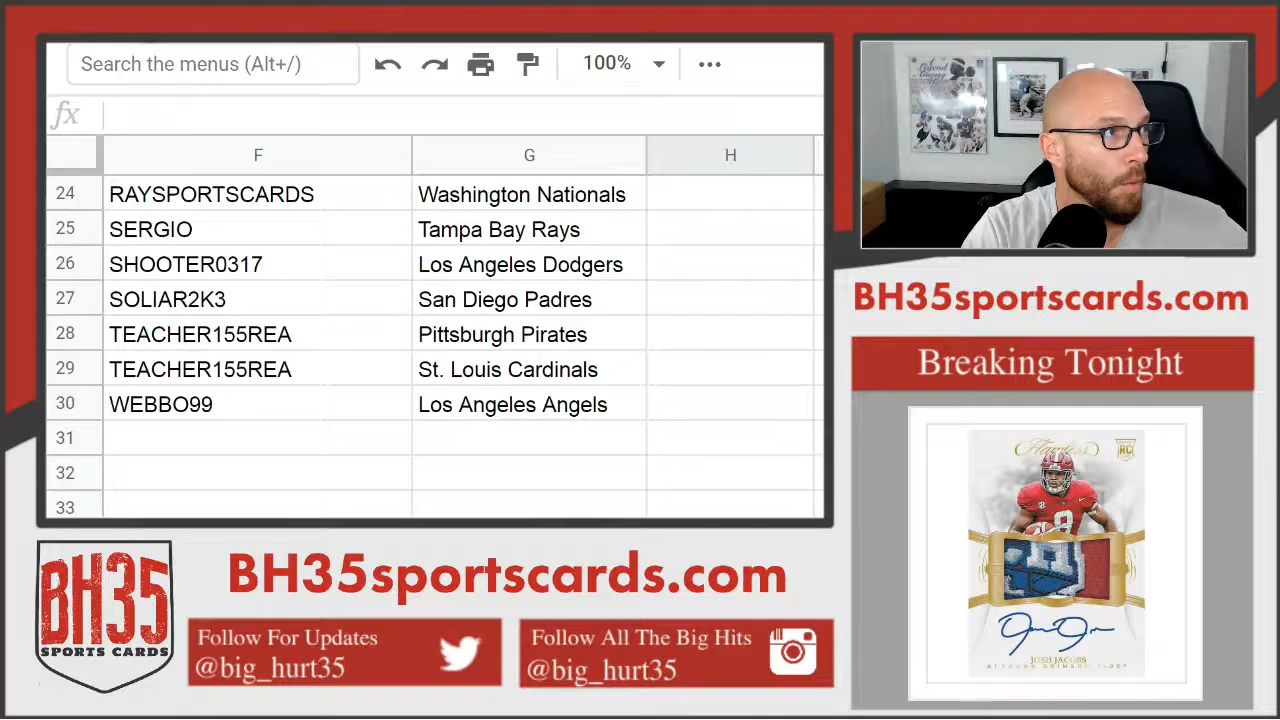 Search the menus (Alt+/)
100%
fx
F G H
24 RAYSPORTSCARDS Washington Nationals
25 SERGIO Tampa Bay Rays
26 SHOOTER0317 Los Angeles Dodgers
27 SOLIAR2K3 San Diego Padres
28 TEACHER155REA Pittsburgh Pirates
29 TEACHER155REA St. Louis Cardinals
30 WEBBO99 Los Angeles Angels
31
32
33
BH35sportscards.com
Breaking Tonight
Flawless
RC
8
JOSH JACOBS
BH35
SPORTS CARDS
BH35sportscards.com
Follow For Updates
@big_hurt35
Follow All The Big Hits
@big_hurt35